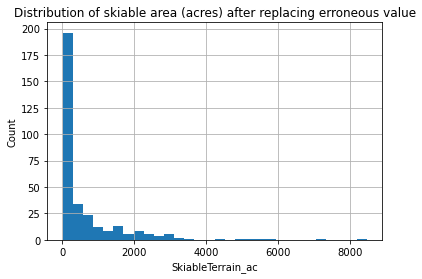 Distribution of skiable area (acres) after replacing erroneous value
200
175
150
125
100
75
50
25
0
Count
0 2000 4000 6000 8000
SkiableTerrain_ac